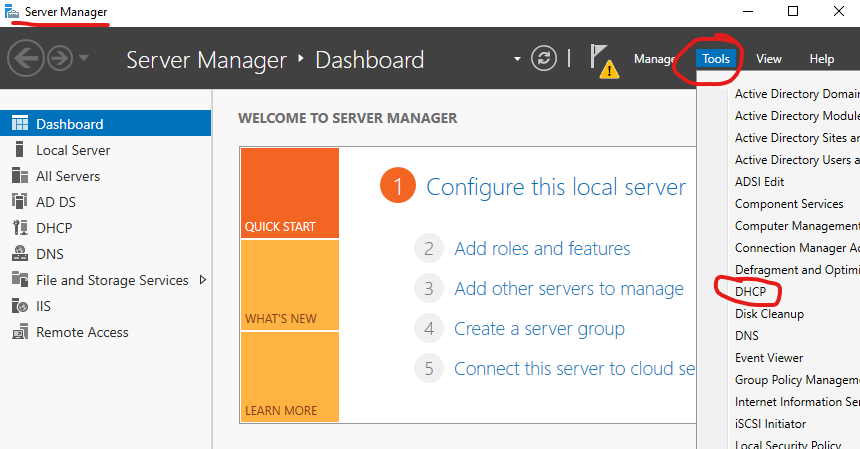 Server Manager
Server Manager • Dashboard
Manage Tools View Help
Dashboard
Local Server
All Servers
AD DS
DHCP
DNS
File and Storage Services
IIS
Remote Access
WELCOME TO SERVER MANAGER
QUICK START
WHAT'S NEW
LEARN MORE
1 Configure this local server
2 Add roles and features
3 Add other servers to manage
4 Create a server group
5 Connect this server to cloud se
Active Directory Domain
Active Directory Module
Active Directory Sites an
Active Directory Users a
ADSI Edit
Component Services
Computer Management
Connection Manager Ad
Defragment and Optimi
DHCP
Disk Cleanup
DNS
Event Viewer
Group Policy Manageme
Internet Information Ser
iSCSI Initiator
Local Security Policy